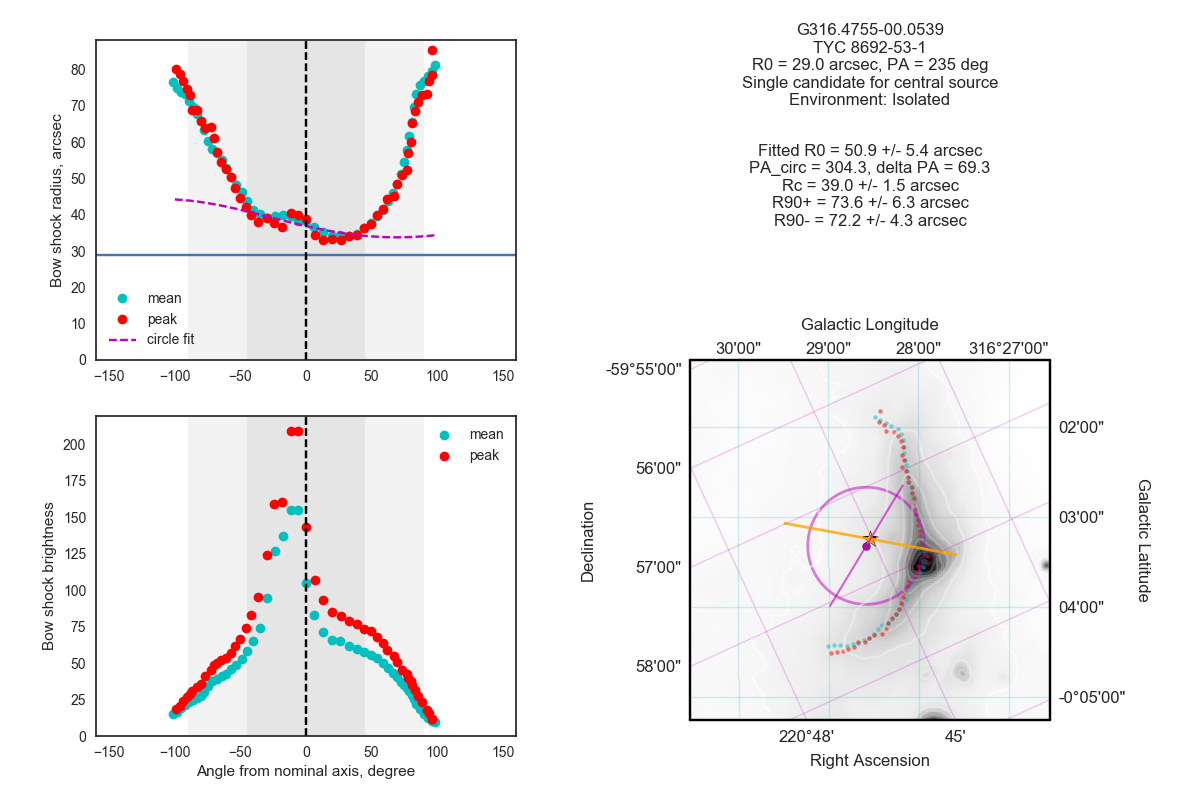 G316.4755-00.0539
TYC 8692-53-1
R0 = 29.0 arcsec, PA = 235 deg
Single candidate for central source
Environment: Isolated
Fitted R0 = 50.9 +/- 5.4 arcsec
PA_circ = 304.3, delta PA = 69.3
Rc = 39.0 +/- 1.5 arcsec
R90+ = 73.6 +/- 6.3 arcsec
R90- = 72.2 +/- 4.3 arcsec
Bow shock radius, arcsec
80
70
60
50
40
30
20
10
0
mean
peak
circle fit
−150 −100 −50 0 50 100 150
Bow shock brightness
200
175
150
125
100
75
50
25
0
mean
peak
−150 −100 −50 0 50 100 150
Angle from nominal axis, degree
Galactic Longitude
30'00" 29'00" 28'00" 316°27'00"
-59°55'00"
56'00"
57'00"
58'00"
Declination
02'00"
03'00"
04'00"
-0°05'00"
Galactic Latitude
220°48' 45'
Right Ascension